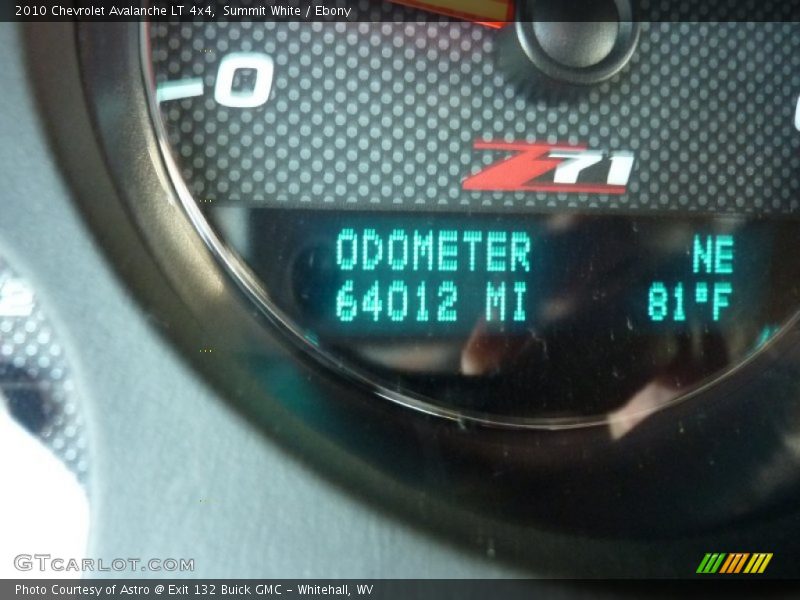 2010 Chevrolet Avalanche LT 4x4, Summit White / Ebony
0
Z71
ODOMETER NE
64012 MI 81°F
GTCARLOT.COM
Photo Courtesy of Astro @ Exit 132 Buick GMC - Whitehall, WV